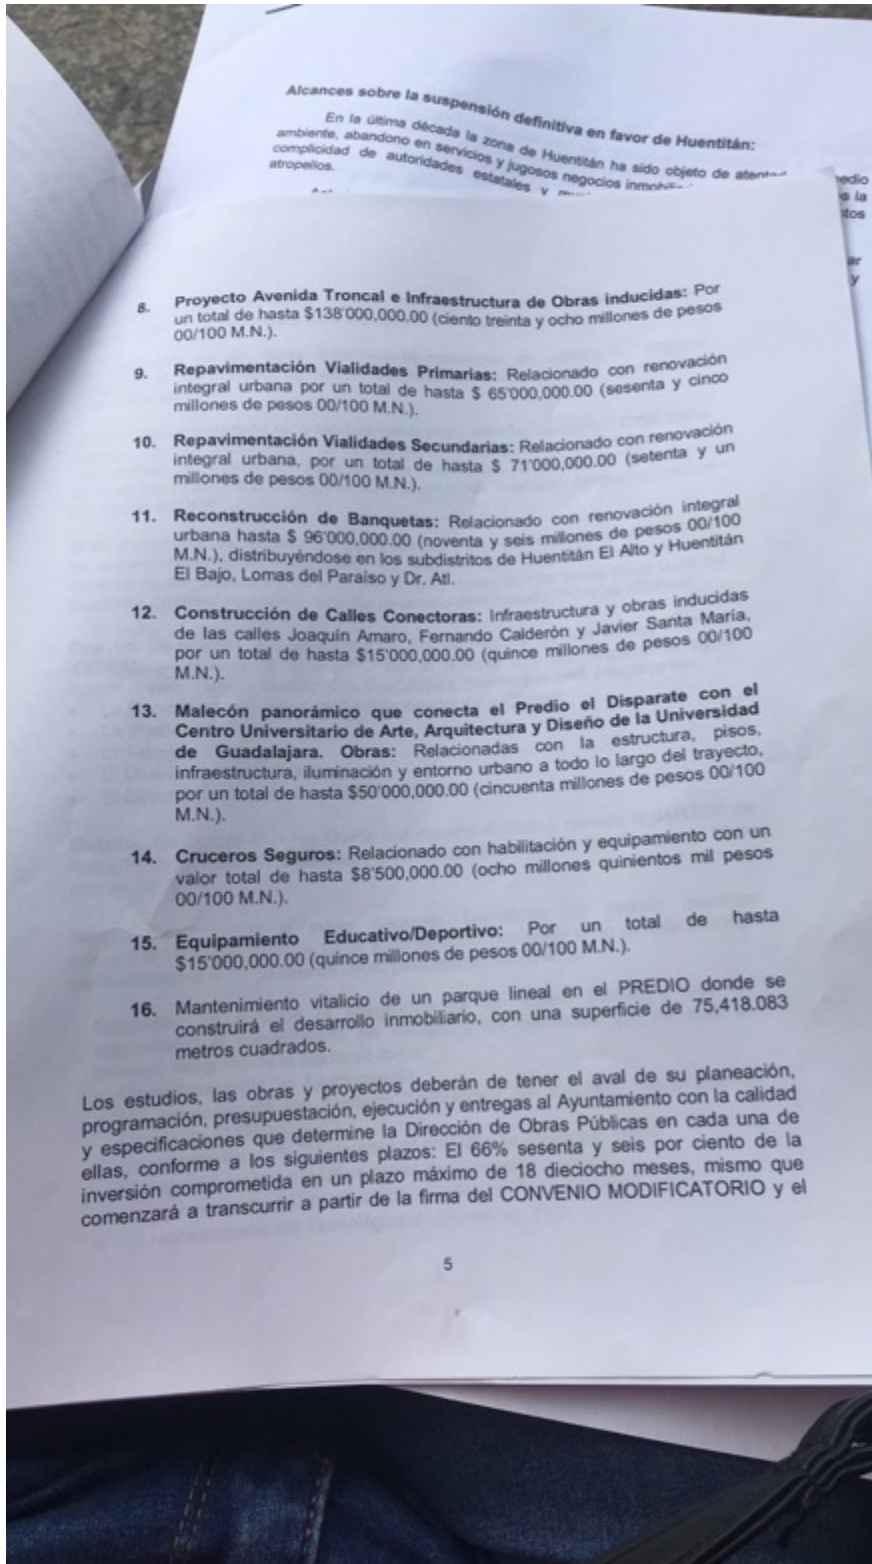 Alcances sobre la suspensión definitiva en favor de Huentitán:
En la última década la zona de Huentitán ha sido objeto de
ambiente, abandono en servicios y jugosos negocios
complicidad de autoridades estatales y
atropellos.
edio
s la
tos
ar
y
8. Proyecto Avenida Troncal e Infraestructura de Obras inducidas: Por
un total de hasta $138'000,000.00 (ciento treinta y ocho millones de pesos
00/100 M.N.).
9. Repavimentación Vialidades Primarias: Relacionado con renovación
integral urbana por un total de hasta $ 65'000,000.00 (sesenta y cinco
millones de pesos 00/100 M.N.).
10. Repavimentación Vialidades Secundarias: Relacionado con renovación
integral urbana, por un total de hasta $ 71'000,000.00 (setenta y un
millones de pesos 00/100 M.N.).
11. Reconstrucción de Banquetas: Relacionado con renovación integral
urbana hasta $ 96'000,000.00 (noventa y seis millones de pesos 00/100
M.N.), distribuyéndose en los subdistritos de Huentitán El Alto y Huentitán
El Bajo, Lomas del Paraíso y Dr. Atl.
12. Construcción de Calles Conectoras: Infraestructura y obras inducidas
de las calles Joaquín Amaro, Fernando Calderón y Javier Santa María,
por un total de hasta $15'000,000.00 (quince millones de pesos 00/100
M.N.).
13. Malecón panorámico que conecta el Predio el Disparate con el
Centro Universitario de Arte, Arquitectura y Diseño de la Universidad
de Guadalajara. Obras: Relacionadas con la estructura, pisos,
infraestructura, iluminación y entorno urbano a todo lo largo del trayecto,
por un total de hasta $50'000,000.00 (cincuenta millones de pesos 00/100
M.N.).
14. Cruceros Seguros: Relacionado con habilitación y equipamiento con un
valor total de hasta $8'500,000.00 (ocho millones quinientos mil pesos
00/100 M.N.).
15. Equipamiento Educativo/Deportivo: Por un total de hasta
$15'000,000.00 (quince millones de pesos 00/100 M.N.).
16. Mantenimiento vitalicio de un parque lineal en el PREDIO donde se
construirá el desarrollo inmobiliario, con una superficie de 75,418.083
metros cuadrados.
Los estudios, las obras y proyectos deberán de tener el aval de su planeación,
programación, presupuestación, ejecución y entregas al Ayuntamiento con la calidad
y especificaciones que determine la Dirección de Obras Públicas en cada una de
ellas, conforme a los siguientes plazos: El 66% sesenta y seis por ciento de la
inversión comprometida en un plazo máximo de 18 dieciocho meses, mismo que
comenzará a transcurrir a partir de la firma del CONVENIO MODIFICATORIO y el
5